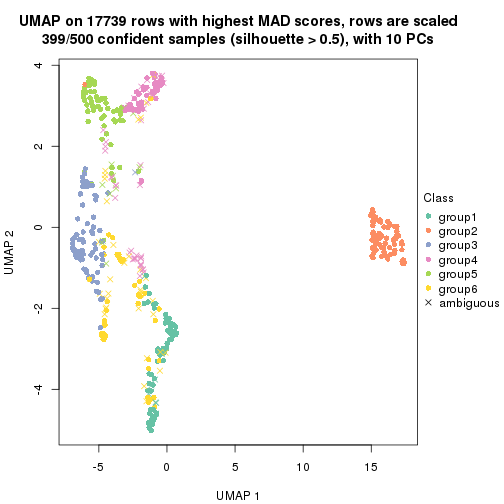 UMAP on 17739 rows with highest MAD scores, rows are scaled
399/500 confident samples (silhouette > 0.5), with 10 PCs
4
2
0
-2
-4
UMAP 2
-5
0
5
10
15
UMAP 1
Class
group1
group2
group3
group4
group5
group6
ambiguous